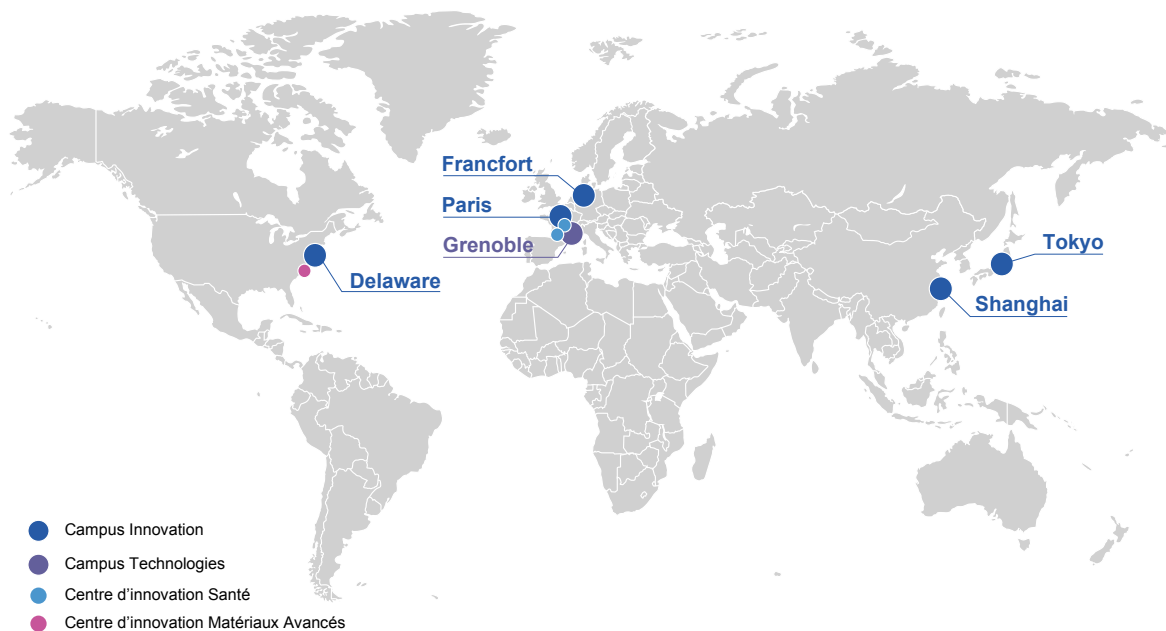 Francfort
Paris
Grenoble
Delaware
Tokyo
Shanghai
Campus Innovation
Campus Technologies
Centre d’innovation Santé
Centre d’innovation Matériaux Avancés